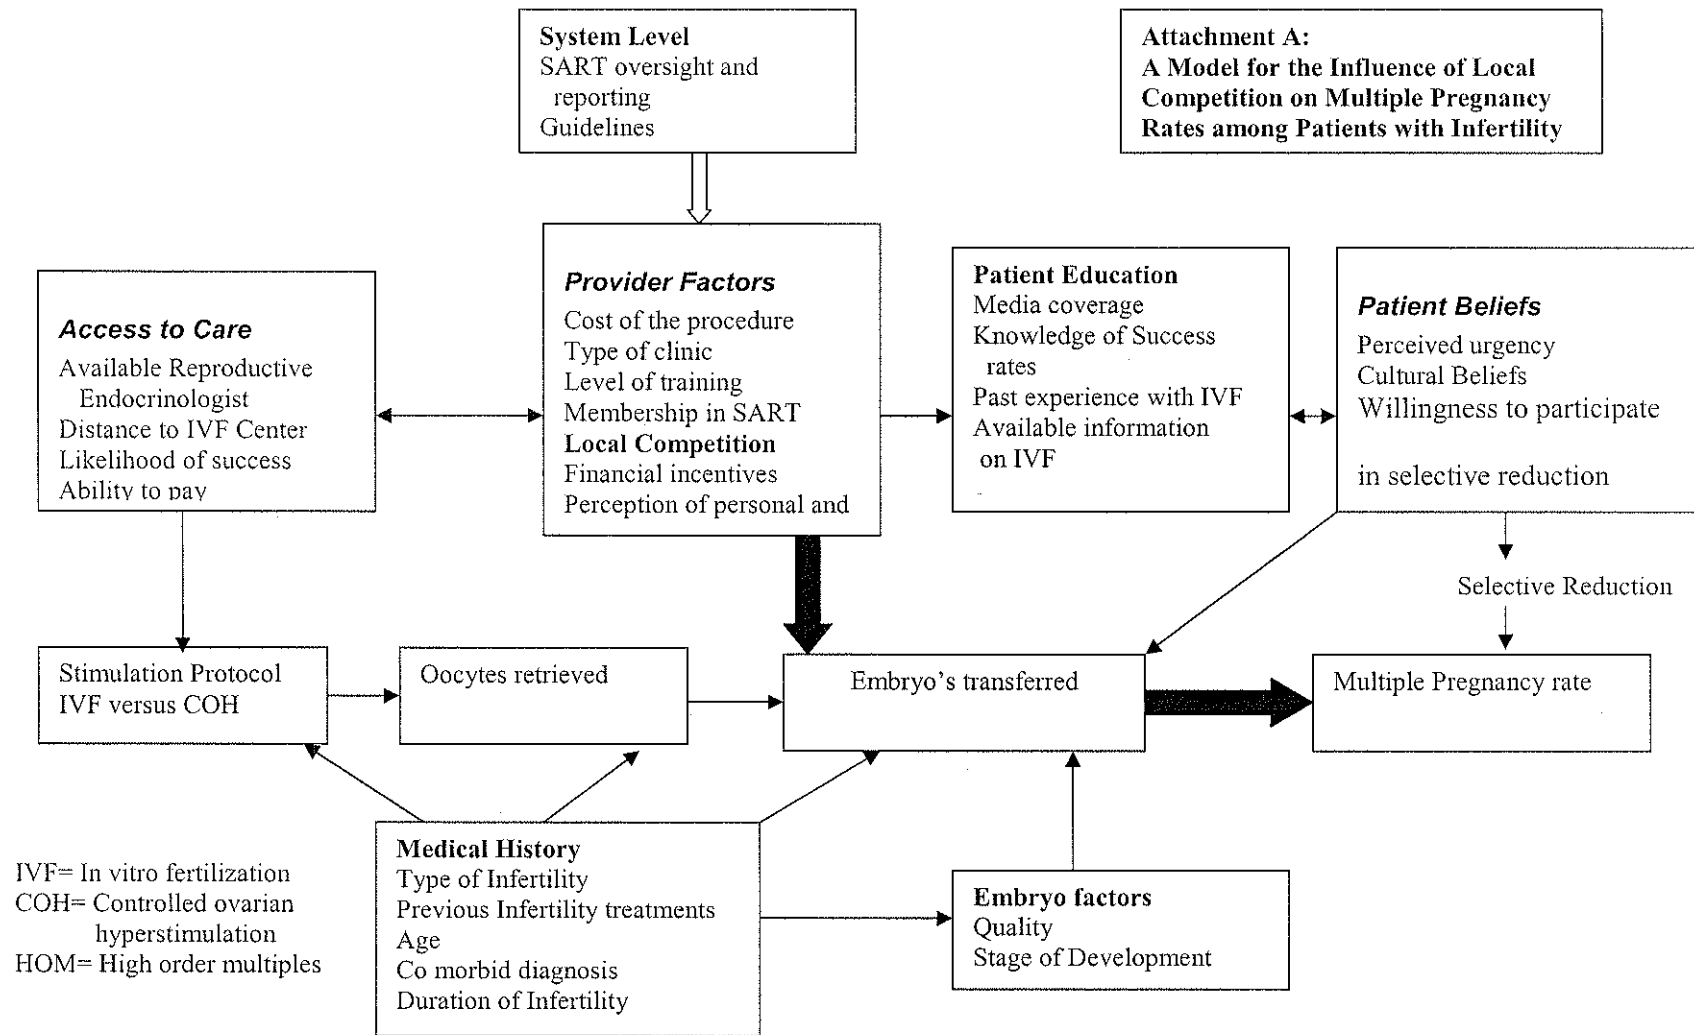 System Level
SART oversight and
reporting
Guidelines
Attachment A:
A Model for the Influence of Local
Competition on Multiple Pregnancy
Rates among Patients with Infertility
Access to Care
Available Reproductive
Endocrinologist
Distance to IVF Center
Likelihood of success
Ability to pay
Provider Factors
Cost of the procedure
Type of clinic
Level of training
Membership in SART
Local Competition
Financial incentives
Perception of personal and
Patient Education
Media coverage
Knowledge of Success
rates
Past experience with IVF
Available information
on IVF
Patient Beliefs
Perceived urgency
Cultural Beliefs
Willingness to participate
in selective reduction
Selective Reduction
Stimulation Protocol
IVF versus COH
Oocytes retrieved
Embryo's transferred
Multiple Pregnancy rate
IVF= In vitro fertilization
COH= Controlled ovarian
hyperstimulation
HOM= High order multiples
Medical History
Type of Infertility
Previous Infertility treatments
Age
Co morbid diagnosis
Duration of Infertility
Embryo factors
Quality
Stage of Development